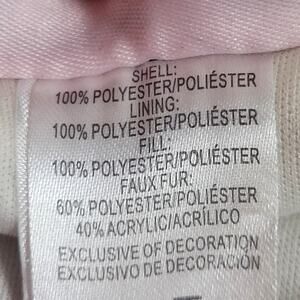 SHELL:
100% POLYESTER/POLIÉSTER
LINING:
100% POLYESTER/POLIÉSTER
FILL:
100% POLYESTER/POLIÉSTER
FAUX FUR:
60% POLYESTER/POLIÉSTER
40% ACRYLIC/ACRÍLICO
EXCLUSIVE OF DECORATION
EXCLUSIVO DE DECORACIÓN